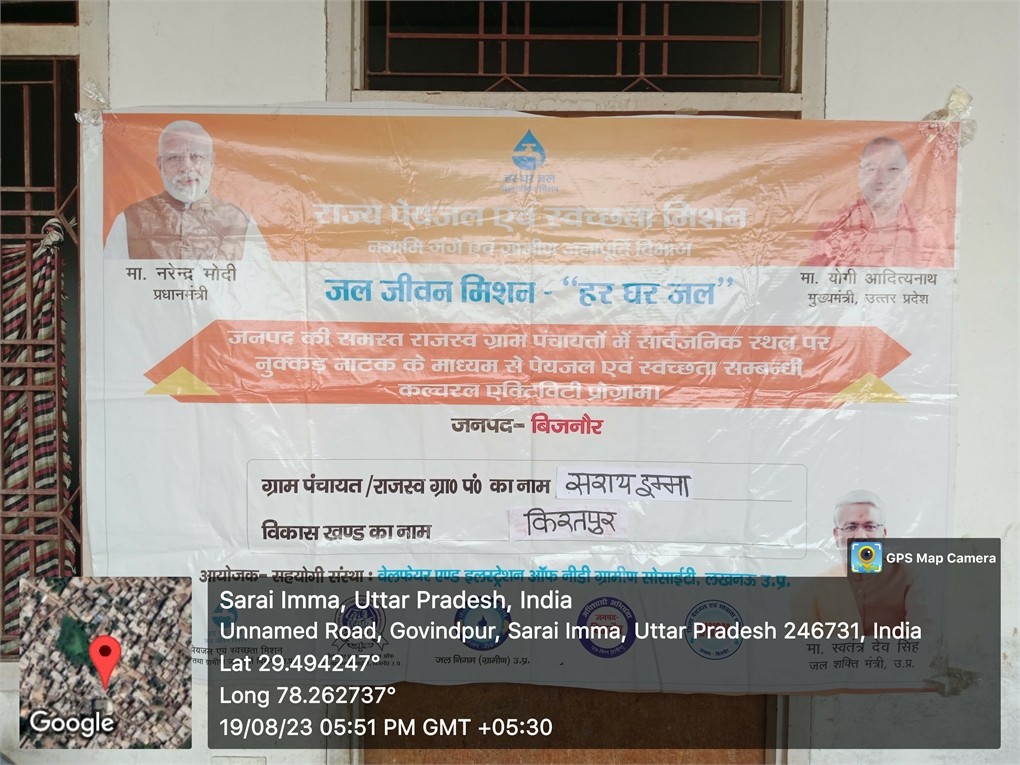 हर घर जल
जल जीवन मिशन
राज्य पेयजल एवं स्वच्छता मिशन
नमामि गंगे एवं ग्रामीण जलापूर्ति विभाग
मा. नरेन्द्र मोदी
प्रधानमंत्री
मा. योगी आदित्यनाथ
मुख्यमंत्री, उत्तर प्रदेश
जल जीवन मिशन - “हर घर जल”
जनपद की समस्त राजस्व ग्राम पंचायतों में सार्वजनिक स्थल पर
नुक्कड़ नाटक के माध्यम से पेयजल एवं स्वच्छता सम्बन्धी
कल्चरल एक्टिविटी प्रोग्राम।
जनपद- बिजनौर
ग्राम पंचायत /राजस्व ग्रा0 पं0 का नाम सराय इम्मा
विकास खण्ड का नाम किरतपुर
आयोजक- सहयोगी संस्था : वेलफेयर एण्ड इलस्ट्रेशन ऑफ नीडी ग्रामीण सोसाईटी, लखनऊ उ.प्र.
जल निगम (ग्रामीण) उ.प्र.
मा. स्वतंत्र देव सिंह
जल शक्ति मंत्री, उ.प्र.
GPS Map Camera
Sarai Imma, Uttar Pradesh, India
Unnamed Road, Govindpur, Sarai Imma, Uttar Pradesh 246731, India
Lat 29.494247°
Long 78.262737°
19/08/23 05:51 PM GMT +05:30
Google